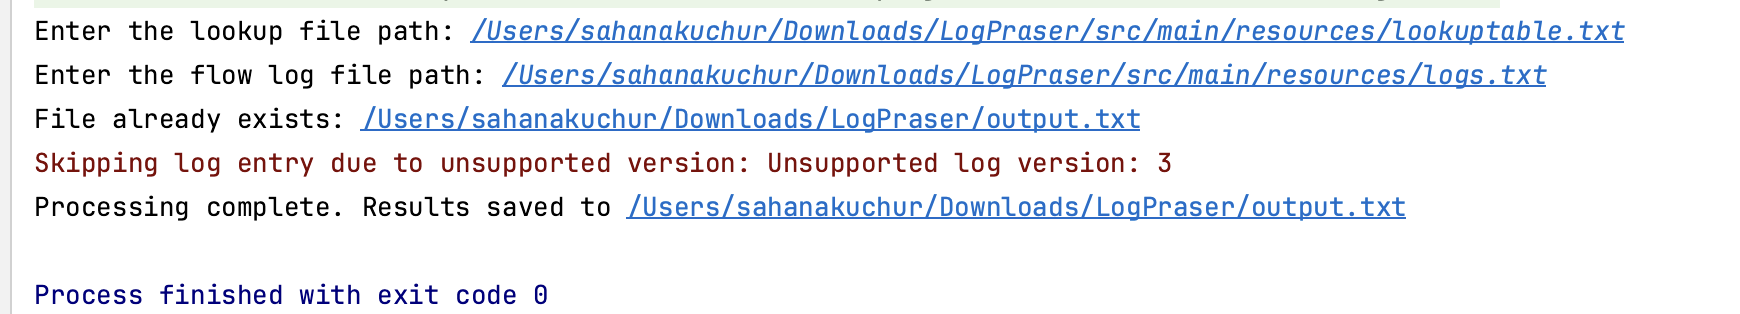 Enter the lookup file path: /Users/sahanakuchur/Downloads/LogPraser/src/main/resources/lookuptable.txt
Enter the flow log file path: /Users/sahanakuchur/Downloads/LogPraser/src/main/resources/logs.txt
File already exists: /Users/sahanakuchur/Downloads/LogPraser/output.txt
Skipping log entry due to unsupported version: Unsupported log version: 3
Processing complete. Results saved to /Users/sahanakuchur/Downloads/LogPraser/output.txt
Process finished with exit code 0